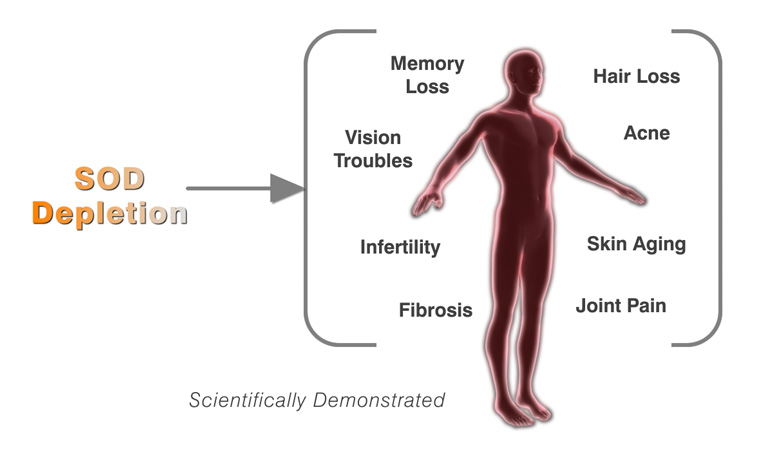 SOD
Depletion
Memory
Loss
Vision
Troubles
Infertility
Fibrosis
Hair Loss
Acne
Skin Aging
Joint Pain
Scientifically Demonstrated